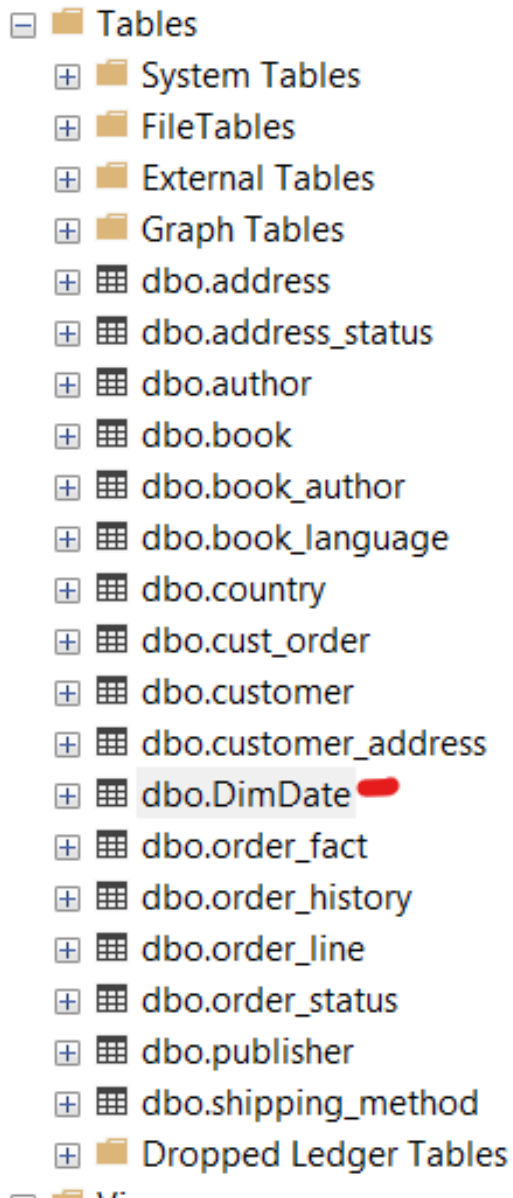 Tables
System Tables
FileTables
External Tables
Graph Tables
dbo.address
dbo.address_status
dbo.author
dbo.book
dbo.book_author
dbo.book_language
dbo.country
dbo.cust_order
dbo.customer
dbo.customer_address
dbo.DimDate
dbo.order_fact
dbo.order_history
dbo.order_line
dbo.order_status
dbo.publisher
dbo.shipping_method
Dropped Ledger Tables